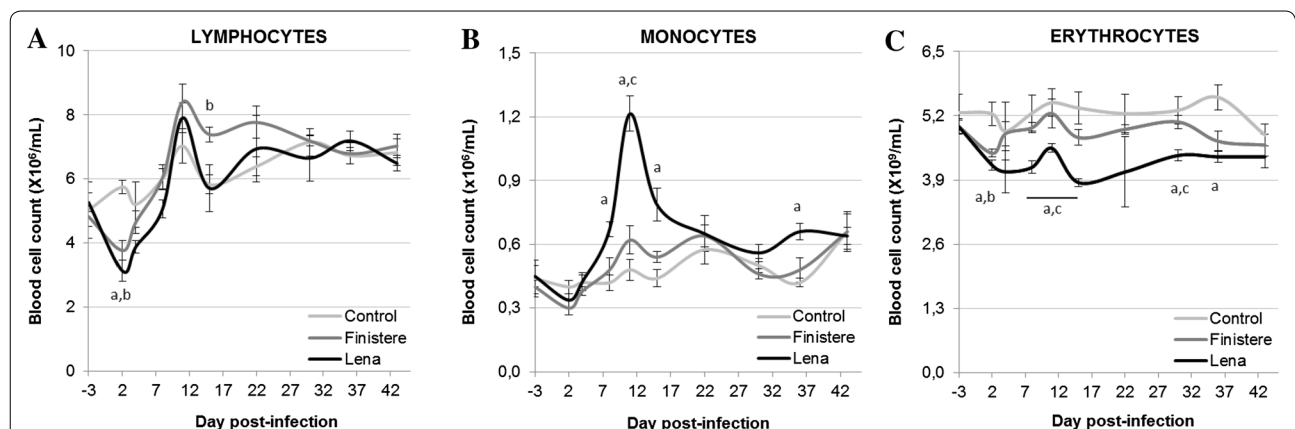 A
LYMPHOCYTES
Blood cell count (X10⁶/mL)
10
8
6
4
2
0
-3 2 7 12 17 22 27 32 37 42
Day post-infection
b
a,b
Control
Finistere
Lena
B
MONOCYTES
Blood cell count (X10⁶/mL)
1,5
1,2
0,9
0,6
0,3
0,0
-3 2 7 12 17 22 27 32 37 42
Day post-infection
a,c
a
a
a
Control
Finistere
Lena
C
ERYTHROCYTES
Blood cell count (X10⁹/mL)
6,5
5,2
3,9
2,6
1,3
0,0
-3 2 7 12 17 22 27 32 37 42
Day post-infection
a,b
a,c
a,c
a
Control
Finistere
Lena